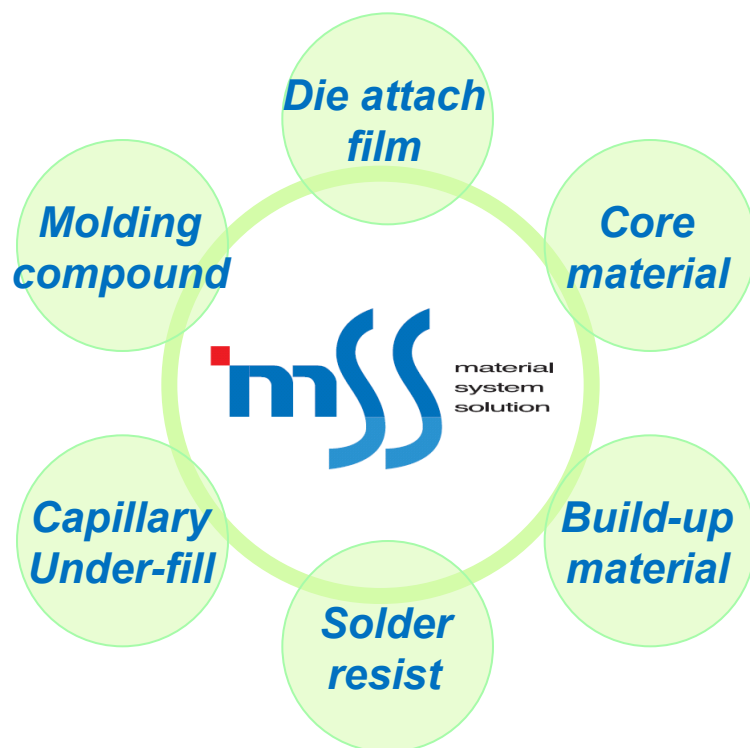 Die attach
film
Molding
compound
Core
material
mSS
material
system
solution
Capillary
Under-fill
Build-up
material
Solder
resist